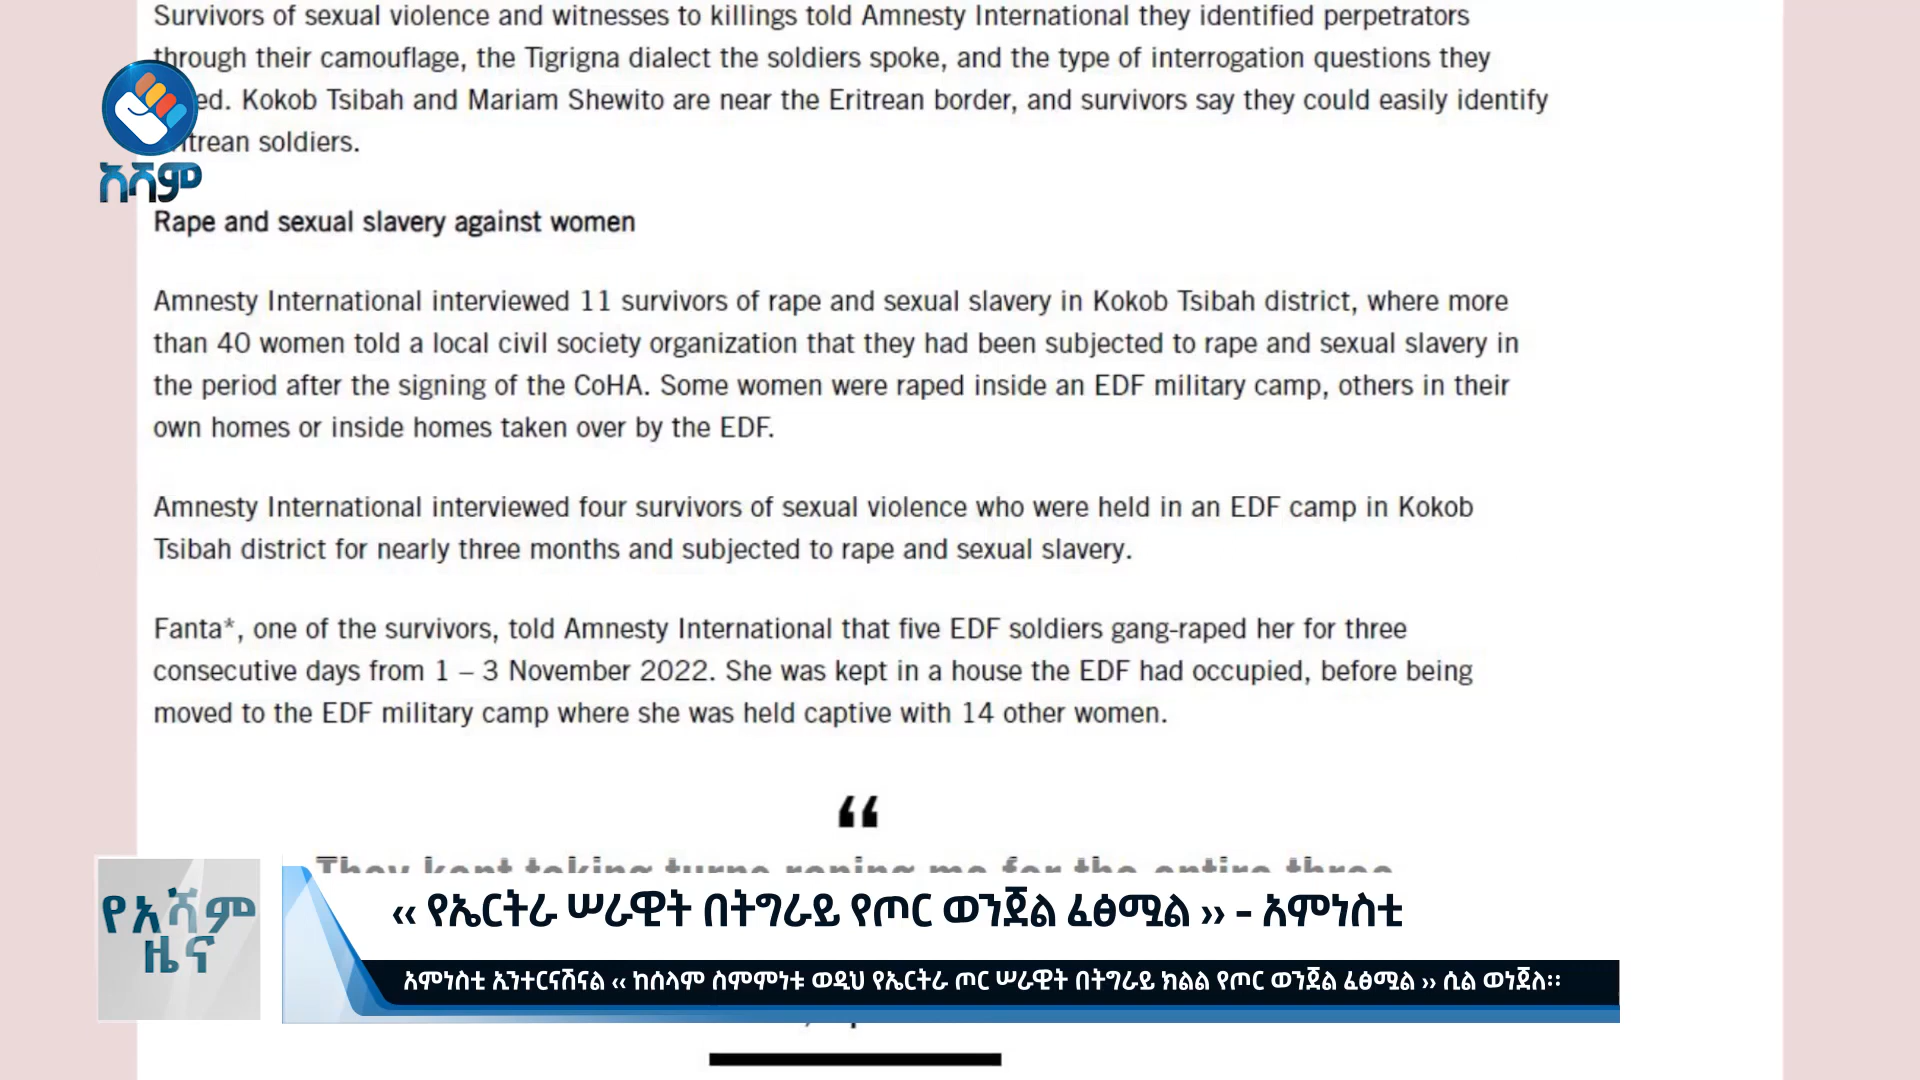 Survivors of sexual violence and witnesses to killings told Amnesty International they identified perpetrators
through their camouflage, the Tigrigna dialect the soldiers spoke, and the type of interrogation questions they
Kokob Tsibah and Mariam Shewito are near the Eritrean border, and survivors say they could easily identify
soldiers.
አሻም
Rape and sexual slavery against women
Amnesty International interviewed 11 survivors of rape and sexual slavery in Kokob Tsibah district, where more
than 40 women told a local civil society organization that they had been subjected to rape and sexual slavery in
the period after the signing of the CoHA. Some women were raped inside an EDF military camp, others in their
own homes or inside homes taken over by the EDF.
Amnesty International interviewed four survivors of sexual violence who were held in an EDF camp in Kokob
Tsibah district for nearly three months and subjected to rape and sexual slavery.
Fanta*, one of the survivors, told Amnesty International that five EDF soldiers gang-raped her for three
consecutive days from 1 – 3 November 2022. She was kept in a house the EDF had occupied, before being
moved to the EDF military camp where she was held captive with 14 other women.
“
They kept taking turns raping me for the entire three
የአሻም
ዜና
‹‹ የኤርትራ ሠራዊት በትግራይ የጦር ወንጀል ፈፅሟል ›› - አምነስቲ
አምነስቲ ኢንተርናሽናል ‹‹ ከሰላም ስምምነቱ ወዲህ የኤርትራ ጦር ሠራዊት በትግራይ ክልል የጦር ወንጀል ፈፅሟል ›› ሲል ወነጀለ፡፡